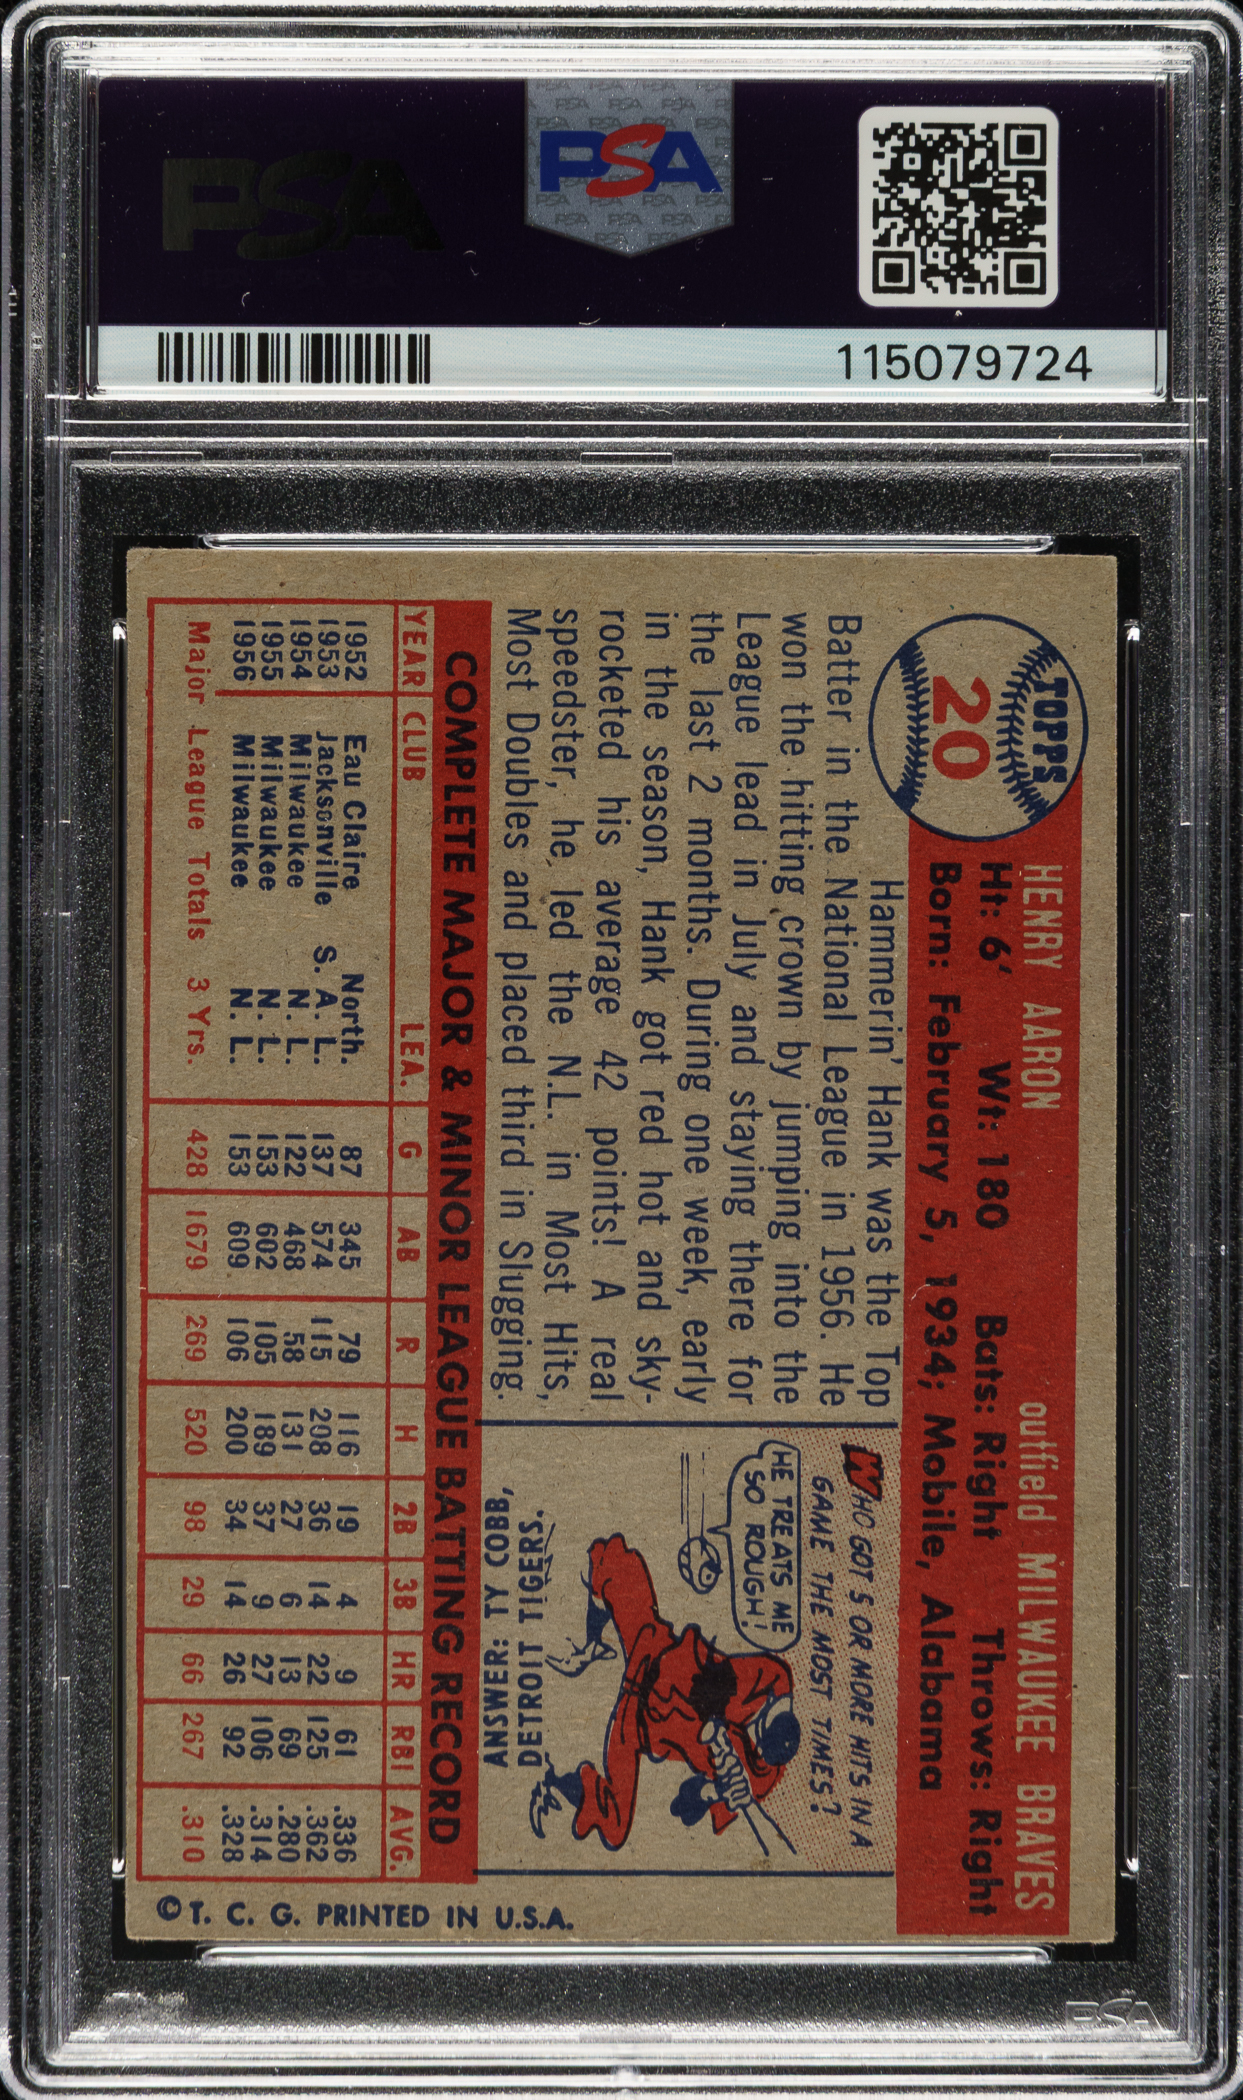 PSA
PSA
115079724
TOPPS
20
HENRY AARON
outfield MILWAUKEE BRAVES
Ht: 6' Wt: 180 Bats: Right Throws: Right
Born: February 5, 1934; Mobile, Alabama
Hammerin' Hank was the Top
Batter in the National League in 1956. He
won the hitting crown by jumping into the
League lead in July and staying there for
the last 2 months. During one week, early
in the season, Hank got red hot and sky-
rocketed his average 42 points! A real
speedster, he led the N.L. in Most Hits,
Most Doubles and placed third in Slugging.
WHO GOT 5 OR MORE HITS IN A
GAME THE MOST TIMES?
HE TREATS ME
SO ROUGH!
ANSWER: TY COBB,
DETROIT TIGERS.
COMPLETE MAJOR & MINOR LEAGUE BATTING RECORD
YEAR CLUB LEA. G AB R H 2B 3B HR RBI AVG.
1952 Eau Claire North. 87 345 79 116 19 4 9 61 .336
1953 Jacksonville S. A. L. 137 574 115 208 36 14 22 125 .362
1954 Milwaukee N. L. 122 468 58 131 27 6 13 69 .280
1955 Milwaukee N. L. 153 602 105 189 37 9 27 106 .314
1956 Milwaukee N. L. 153 609 106 200 34 14 26 92 .328
Major League Totals 3 Yrs. 428 1679 269 520 98 29 66 267 .310
© T. C. G. PRINTED IN U.S.A.
PSA